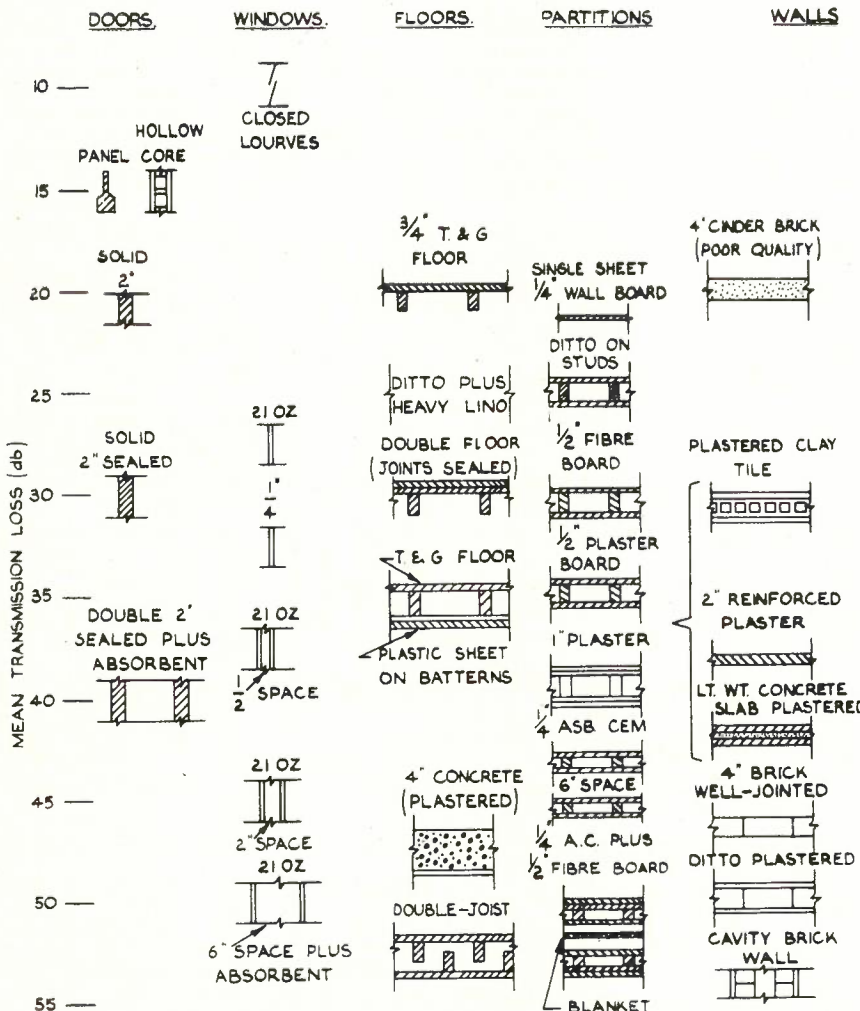 DOORS.
WINDOWS.
FLOORS.
PARTITIONS
WALLS
MEAN TRANSMISSION LOSS (db)
10
15
20
25
30
35
40
45
50
55
PANEL
HOLLOW
CORE
SOLID
2"
SOLID
2" SEALED
DOUBLE 2"
SEALED PLUS
ABSORBENT
CLOSED
LOURVES
21 OZ
1"
4
21 OZ
1
2 SPACE
21 OZ
2" SPACE
21 OZ
6" SPACE PLUS
ABSORBENT
3/4" T. & G
FLOOR
DITTO PLUS
HEAVY LINO
DOUBLE FLOOR
(JOINTS SEALED)
T. & G FLOOR
PLASTIC SHEET
ON BATTERNS
4" CONCRETE
(PLASTERED)
DOUBLE-JOIST
SINGLE SHEET
1/4" WALL BOARD
DITTO ON
STUDS
1/2" FIBRE
BOARD
1/2" PLASTER
BOARD
1" PLASTER
1/4" ASB. CEM
6" SPACE
1/4" A.C. PLUS
1/2" FIBRE BOARD
BLANKET
4" CINDER BRICK
(POOR QUALITY)
PLASTERED CLAY
TILE
2" REINFORCED
PLASTER
LT. WT. CONCRETE
SLAB PLASTERED
4" BRICK
WELL-JOINTED
DITTO PLASTERED
CAVITY BRICK
WALL